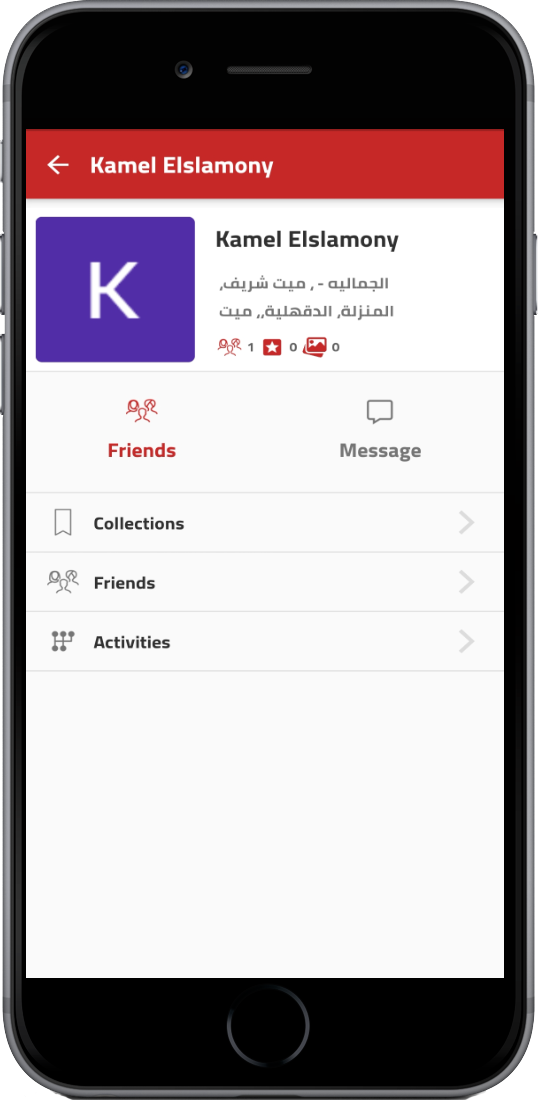 Kamel Elslamony
K
Kamel Elslamony
الجماليه - , ميت شريف,
المنزلة, الدقهلية,, ميت
1 0 0
Friends
Message
Collections
Friends
Activities